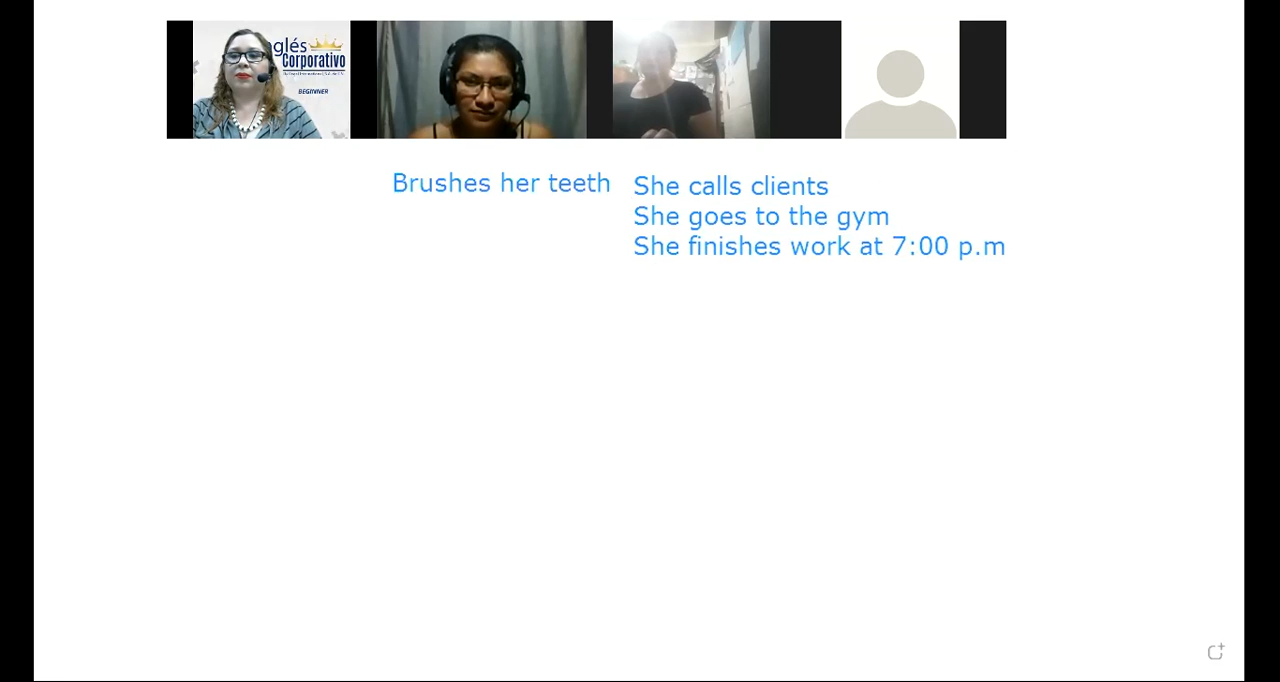 glés
Corporativo
BEGINNER
Brushes her teeth
She calls clients
She goes to the gym
She finishes work at 7:00 p.m